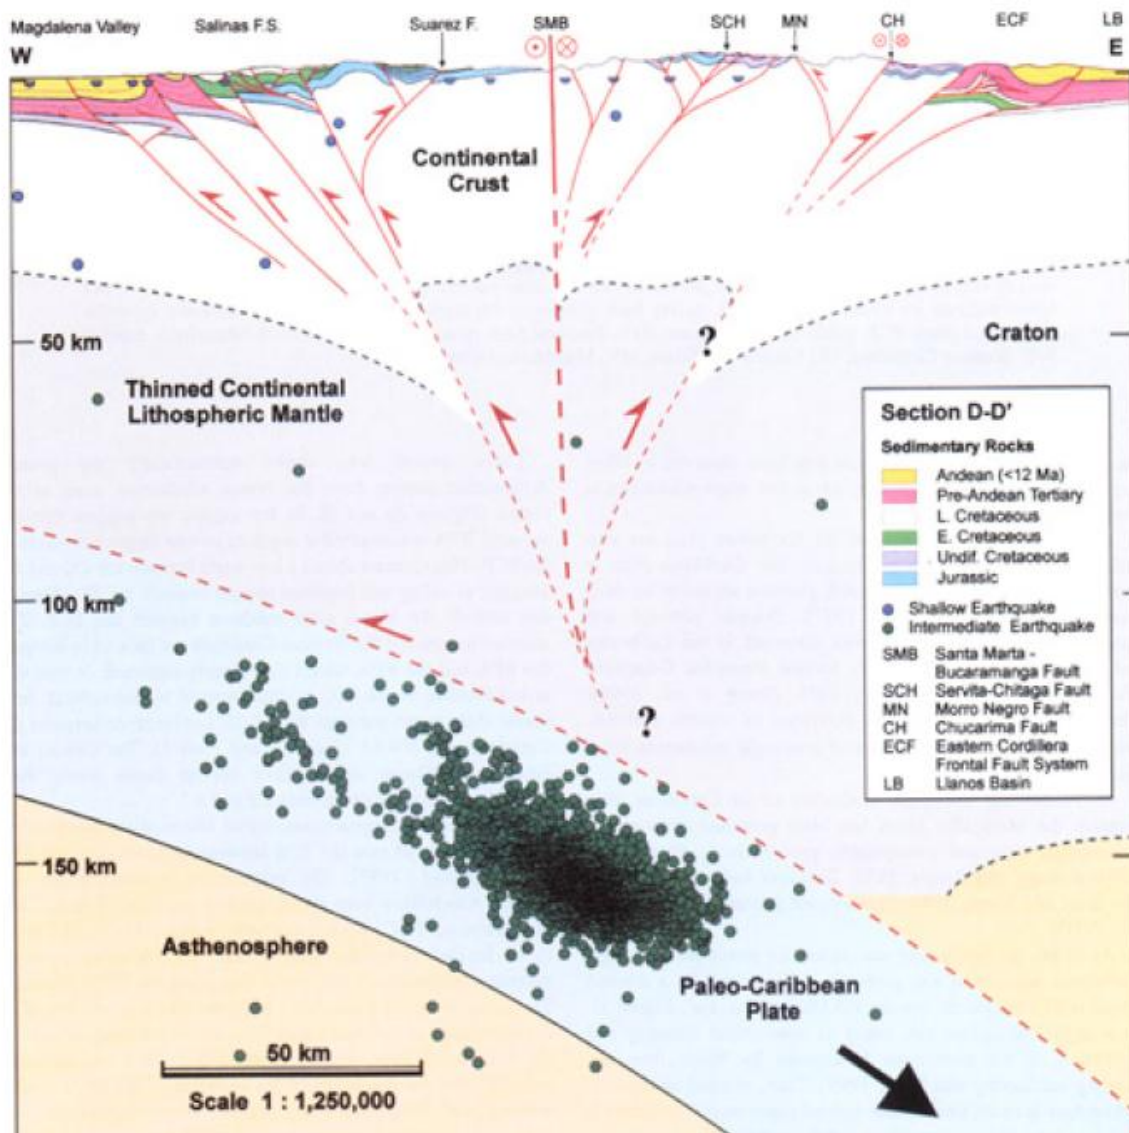 Magdalena Valley
Salinas F.S.
Suarez F.
SMB
SCH
MN
CH
ECF
LB
W
E
Continental
Crust
50 km
?
Craton
Thinned Continental
Lithospheric Mantle
Section D-D'
Sedimentary Rocks
Andean (<12 Ma)
Pre-Andean Tertiary
L. Cretaceous
E. Cretaceous
Undif. Cretaceous
Jurassic
Shallow Earthquake
Intermediate Earthquake
SMB Santa Marta -
Bucaramanga Fault
SCH Servita-Chitaga Fault
MN Morro Negro Fault
CH Chucarima Fault
ECF Eastern Cordillera
Frontal Fault System
LB Llanos Basin
100 km
?
150 km
Asthenosphere
Paleo-Caribbean
Plate
50 km
Scale 1 : 1,250,000